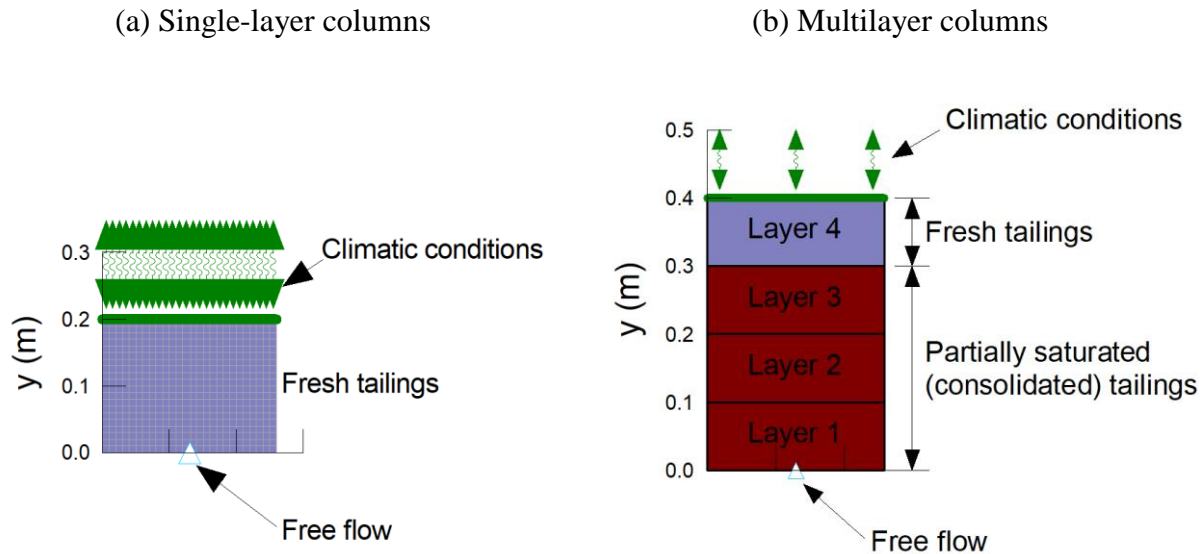 (a) Single-layer columns
0.3
0.2
0.1
0.0
y (m)
Climatic conditions
Fresh tailings
Free flow
(b) Multilayer columns
0.5
0.4
0.3
0.2
0.1
0.0
y (m)
Climatic conditions
Layer 4
Layer 3
Layer 2
Layer 1
Fresh tailings
Partially saturated
(consolidated) tailings
Free flow